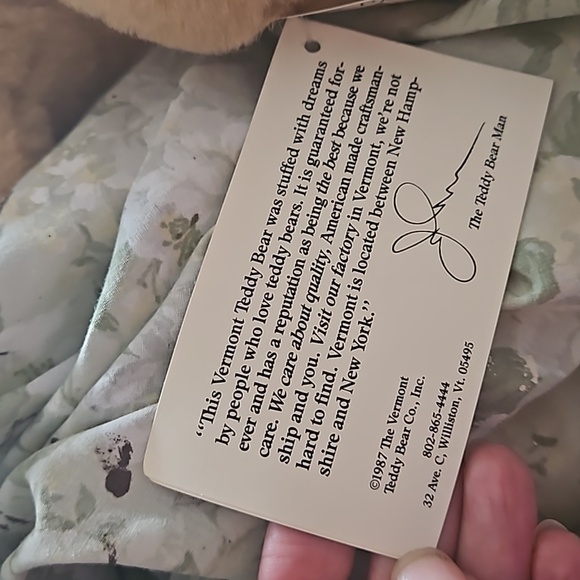 “This Vermont Teddy Bear was stuffed with dreams
by people who love teddy bears. It is guaranteed for-
ever and has a reputation as being the best because we
care. We care about quality, American made craftsman-
ship and you. Visit our factory in Vermont, we’re not
hard to find. Vermont is located between New Hamp-
shire and New York.”
The Teddy Bear Man
©1987 The Vermont
Teddy Bear Co., Inc.
802-865-4444
32 Ave. C, Williston, Vt. 05495